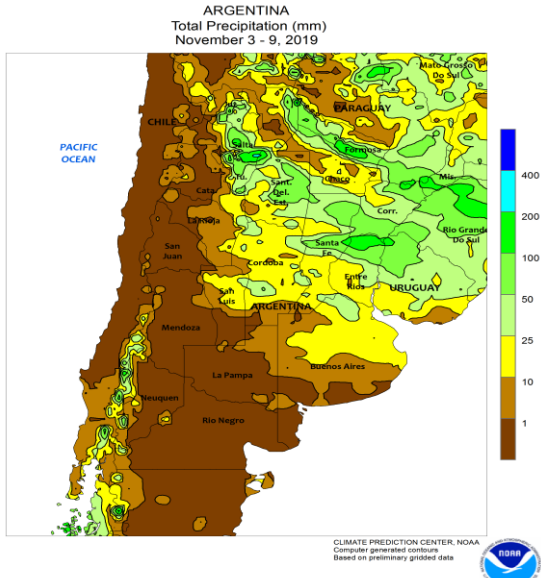 ARGENTINA
Total Precipitation (mm)
November 3 - 9, 2019
Mato Grosso
Do Sul
PARAGUAY
CHILE
PACIFIC
OCEAN
Salta
Formosa
Chaco
Tu.
Sant.
Del.
Est.
Mis.
Cata.
Corr.
La Rioja
Rio Grande
Do Sul
San
Juan
Santa
Fe
Cordoba
Entre
Rios
San
Luis
URUGUAY
ARGENTINA
Mendoza
Buenos Aires
La Pampa
Neuquen
Rio Negro
400
200
100
50
25
10
1
CLIMATE PREDICTION CENTER, NOAA
Computer generated contours
Based on preliminary gridded data
NOAA